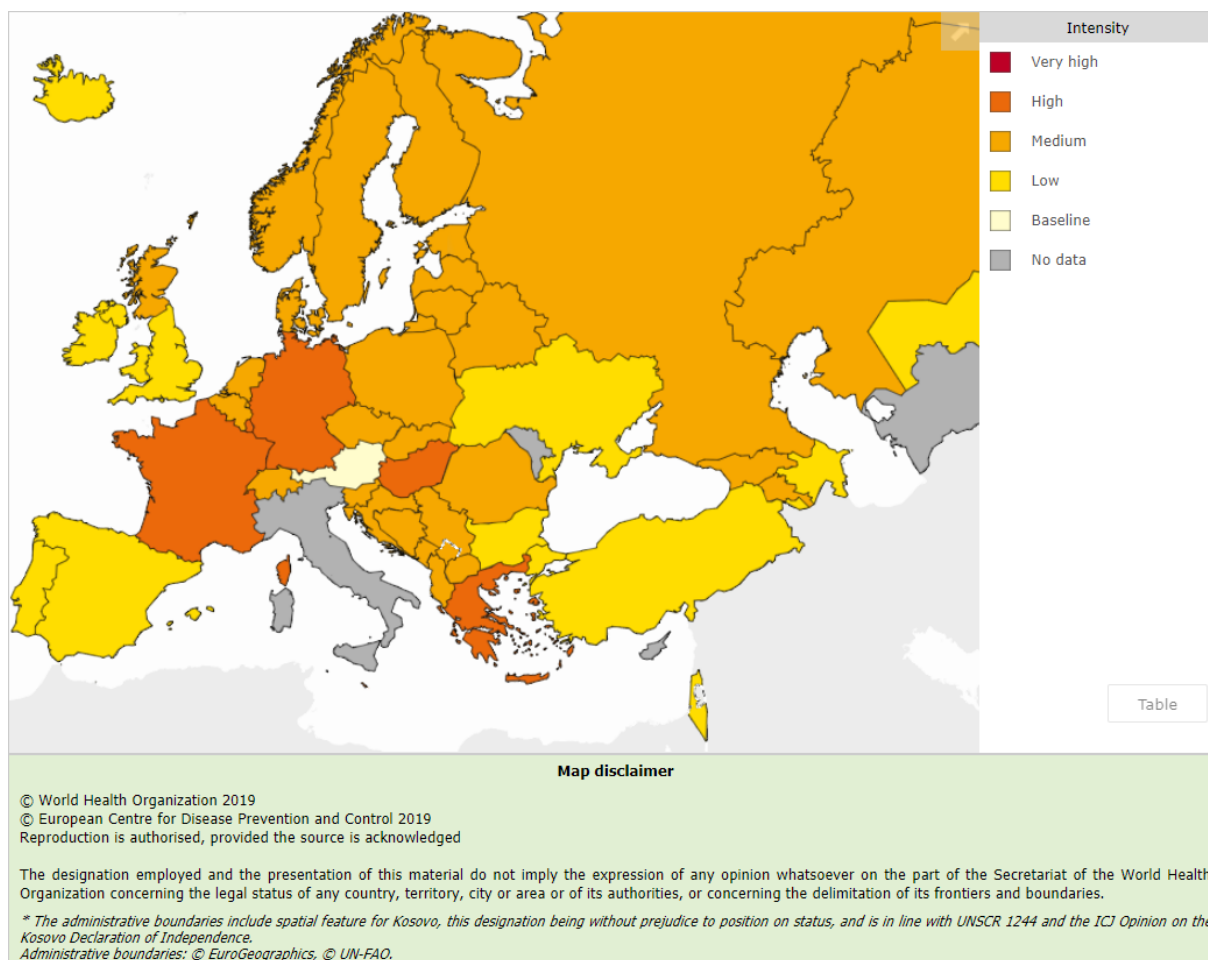 Intensity
Very high
High
Medium
Low
Baseline
No data
Table
Map disclaimer
© World Health Organization 2019
© European Centre for Disease Prevention and Control 2019
Reproduction is authorised, provided the source is acknowledged
The designation employed and the presentation of this material do not imply the expression of any opinion whatsoever on the part of the Secretariat of the World Health
Organization concerning the legal status of any country, territory, city or area or of its authorities, or concerning the delimitation of its frontiers and boundaries.
* The administrative boundaries include spatial feature for Kosovo, this designation being without prejudice to position on status, and is in line with UNSCR 1244 and the ICJ Opinion on the
Kosovo Declaration of Independence.
Administrative boundaries: © EuroGeographics, © UN-FAO.